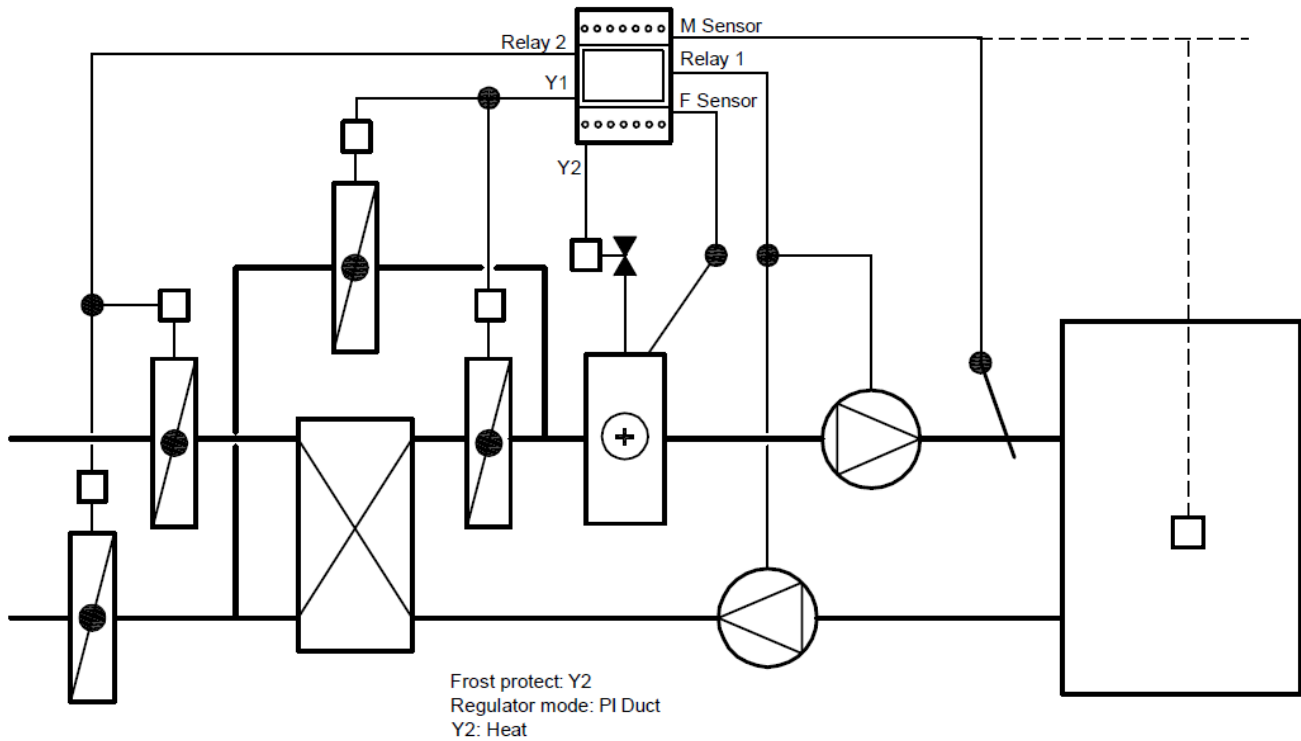 M Sensor
Relay 2
Relay 1
Y1
F Sensor
Y2
Frost protect: Y2
Regulator mode: PI Duct
Y2: Heat